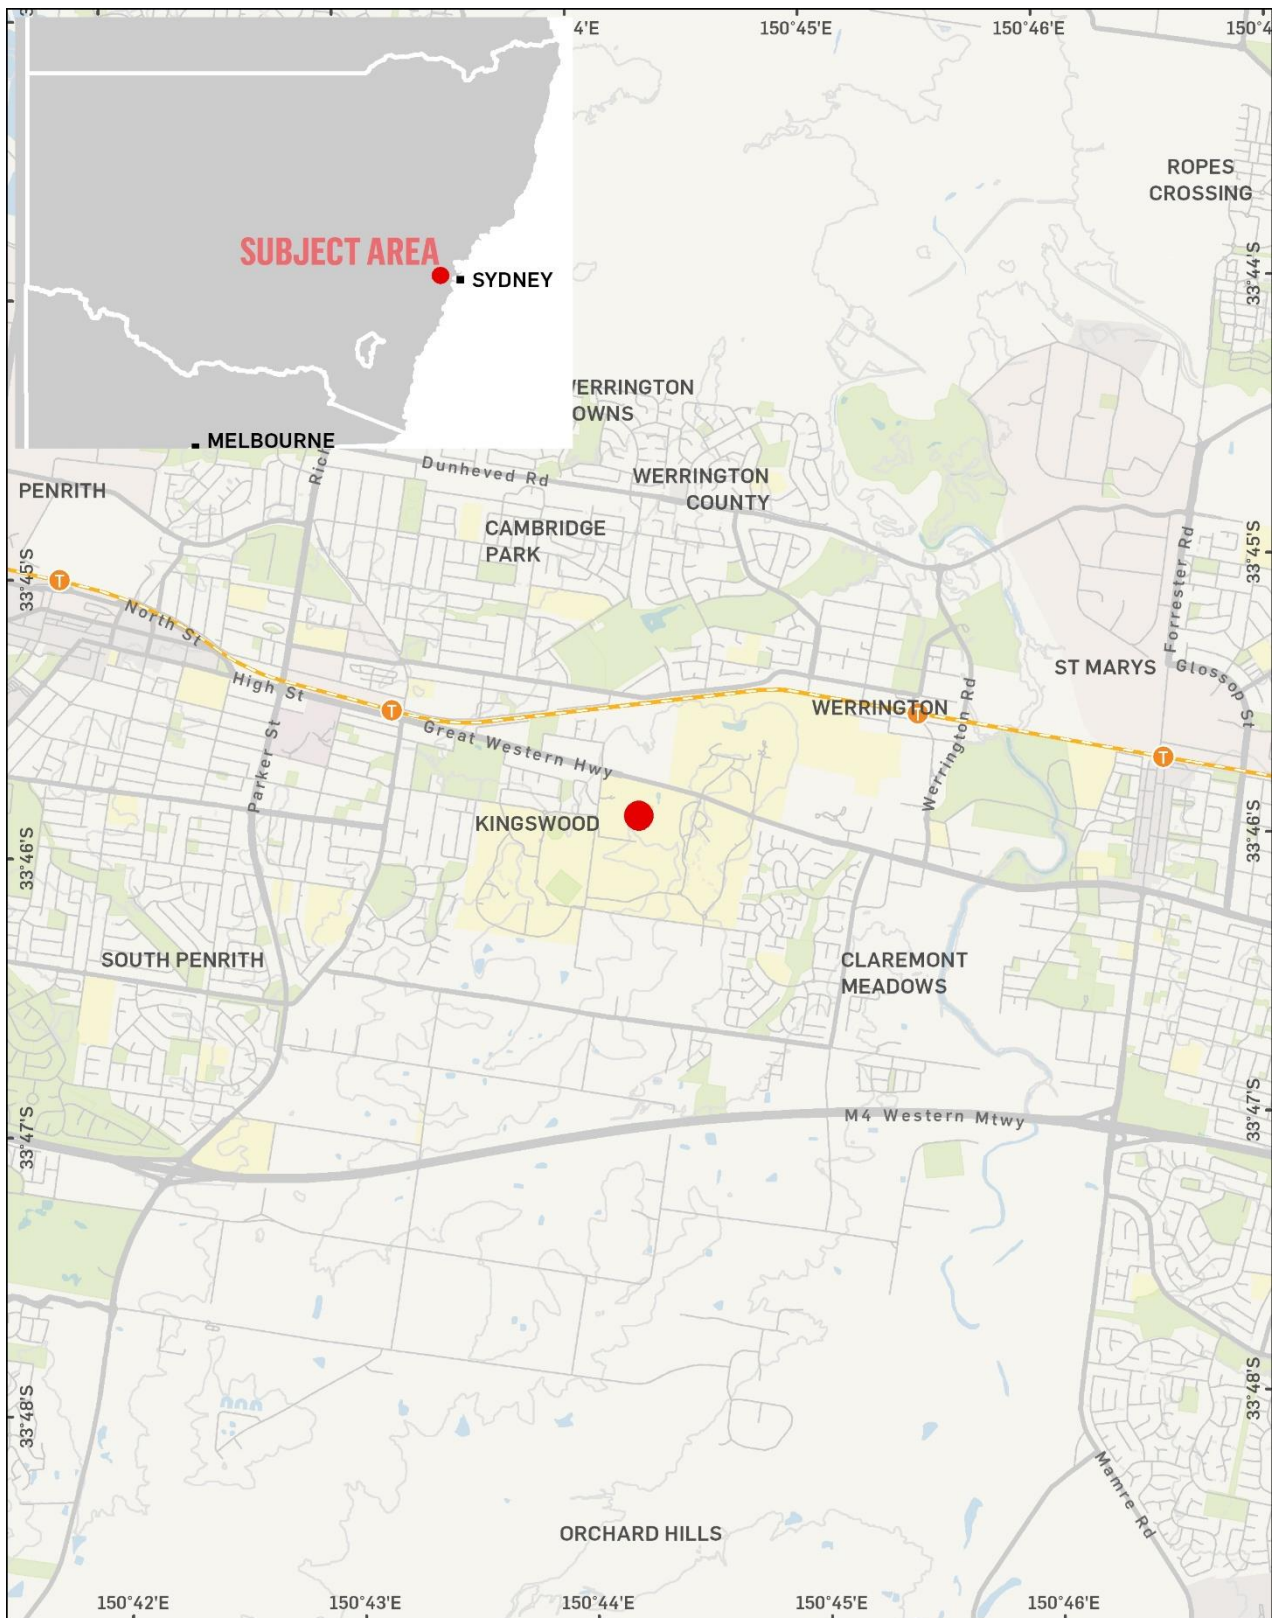 4'E
150°45'E
150°46'E
150°4
ROPES
CROSSING
SUBJECT AREA
SYDNEY
33°44'S
MELBOURNE
OWNS
Dunheved Rd
WERRINGTON
COUNTY
PENRITH
CAMBRIDGE
PARK
33°45'S
33°45'S
Forrester Rd
North St
High St
ST MARYS
Glossop St
WERRINGTON
Great Western Hwy
Parker St
Werrington Rd
KINGSWOOD
33°46'S
33°46'S
SOUTH PENRITH
CLAREMONT
MEADOWS
M4 Western Mtwy
33°47'S
33°47'S
33°48'S
33°48'S
Mamre Rd
ORCHARD HILLS
150°42'E
150°43'E
150°44'E
150°45'E
150°46'E
T
T
T
T